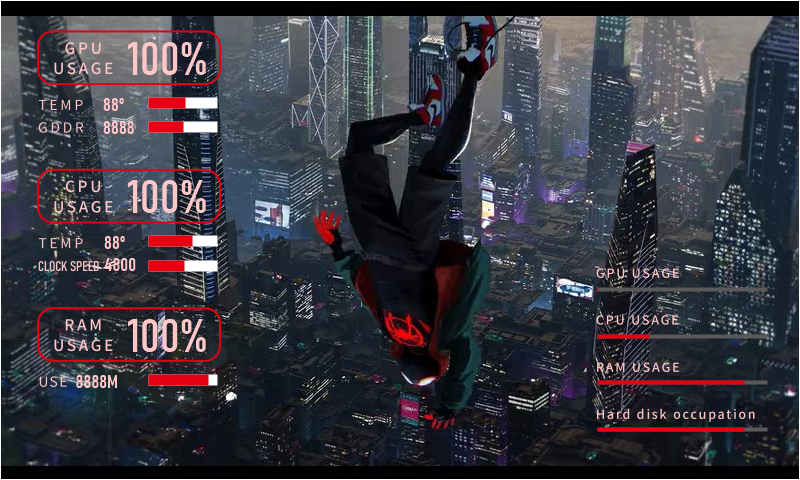 GPU
USAGE 100%
TEMP 88°
GDDR 8888
CPU
USAGE 100%
TEMP 88°
CLOCK SPEED 4800
RAM
USAGE 100%
USE 8888M
GPU USAGE
CPU USAGE
RAM USAGE
Hard disk occupation